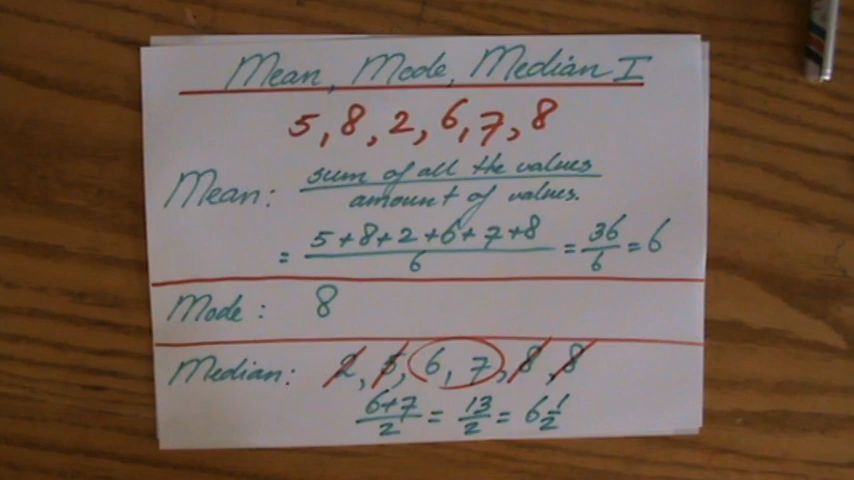 Mean, Mode, Median I
5, 8, 2, 6, 7, 8
Mean: sum of all the values
amount of values.
= 5+8+2+6+7+8 = 36 = 6
6 6
Mode: 8
Median: 2, 5, 6, 7, 8, 8
6+7 = 13 = 6 1/2
2 2